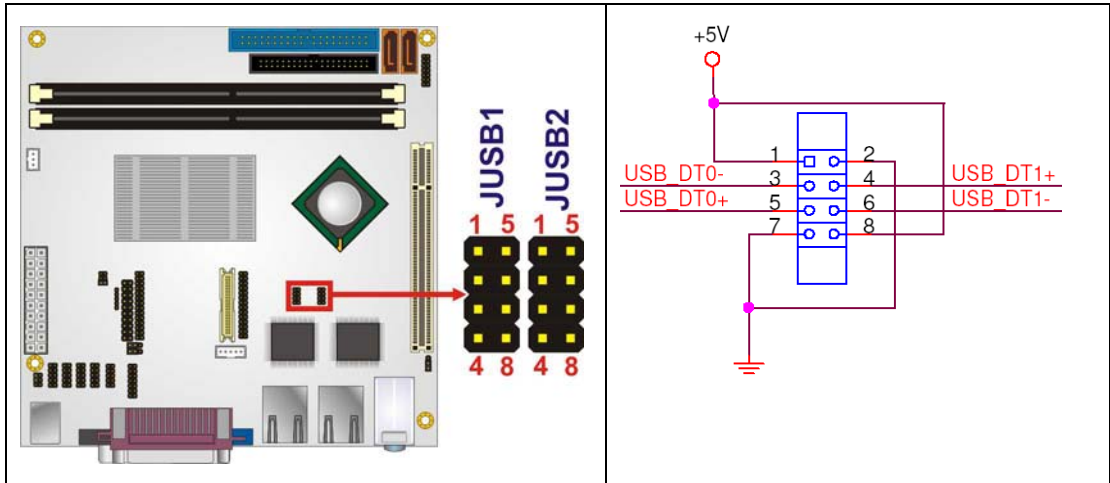 JUSB1
JUSB2
1 5 1 5
4 8 4 8
+5V
1 2
USB_DT0- 3 4 USB_DT1+
USB_DT0+ 5 6 USB_DT1-
7 8